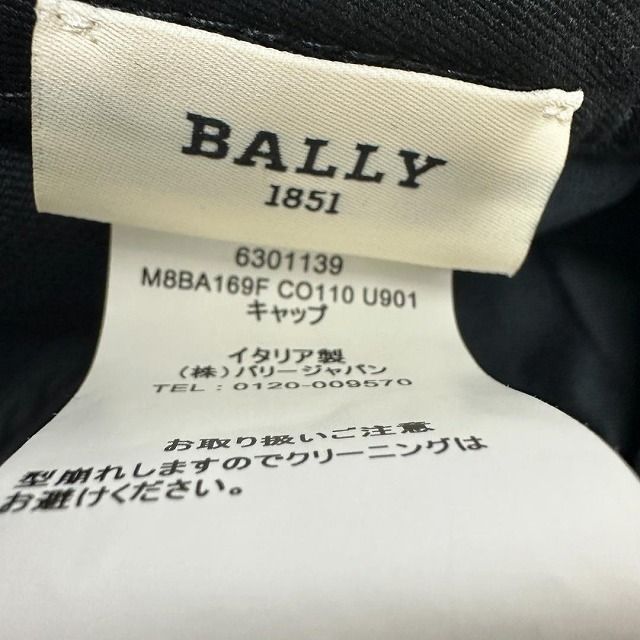 BALLY
1851
6301139
M8BA169F CO110 U901
キャップ
イタリア製
(株)バリージャパン
TEL:0120-009570
お取り扱いご注意
型崩れしますのでクリーニングは
お避けください。